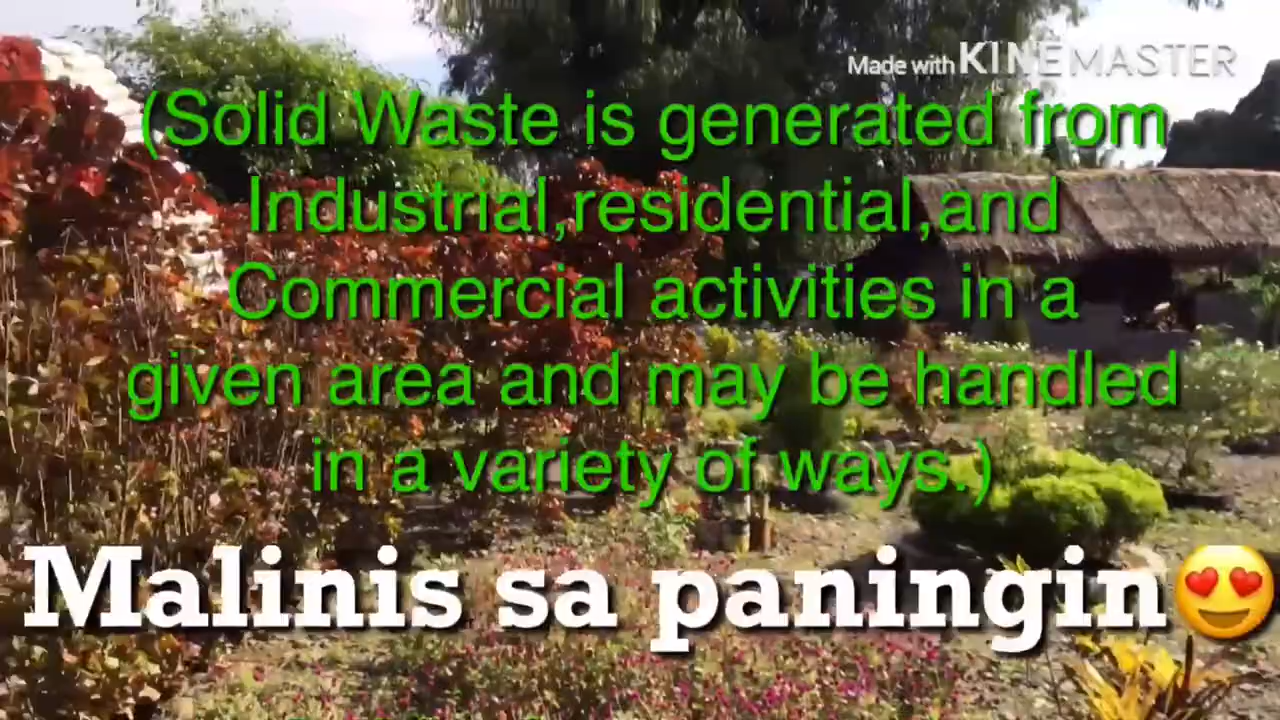 Made with KINEMASTER
(Solid Waste is generated from
Industrial,residential,and
Commercial activities in a
given area and may be handled
in a variety of ways.)
Malinis sa paningin😍